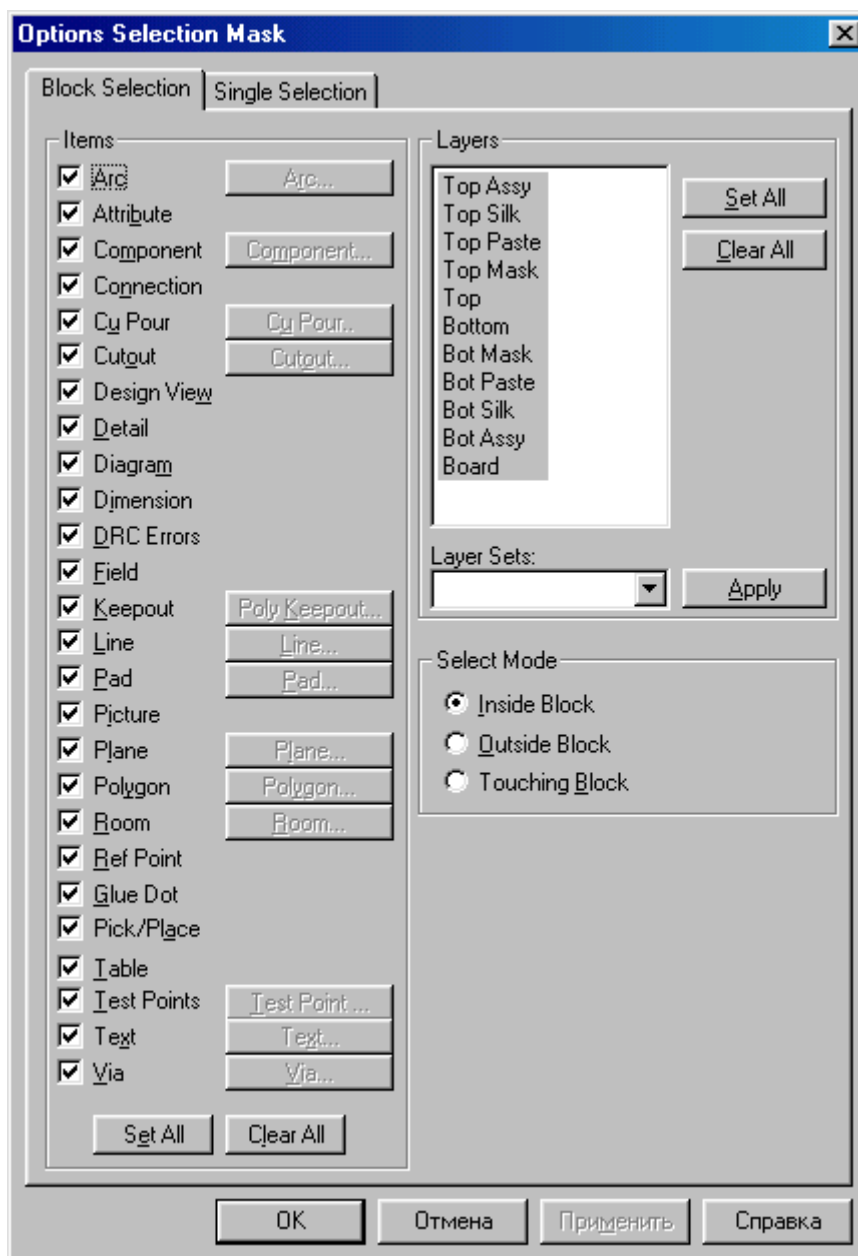 Options Selection Mask
Block Selection
Single Selection
Items
Arc
Arc...
Attribute
Component
Component...
Connection
Cu Pour
Cu Pour..
Cutout
Cutout...
Design View
Detail
Diagram
Dimension
DRC Errors
Field
Keepout
Poly Keepout...
Line
Line...
Pad
Pad...
Picture
Plane
Plane...
Polygon
Polygon...
Room
Room...
Ref Point
Glue Dot
Pick/Place
Table
Test Points
Test Point ...
Text
Text...
Via
Via...
Set All
Clear All
Layers
Top Assy
Top Silk
Top Paste
Top Mask
Top
Bottom
Bot Mask
Bot Paste
Bot Silk
Bot Assy
Board
Set All
Clear All
Layer Sets:
Apply
Select Mode
Inside Block
Outside Block
Touching Block
OK
Отмена
Применить
Справка